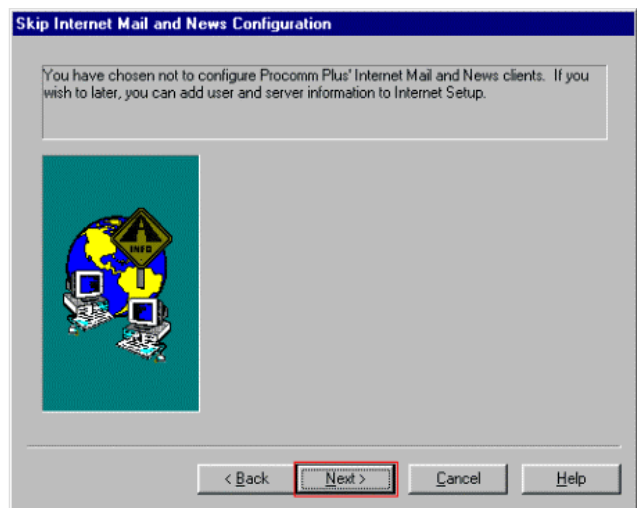 Skip Internet Mail and News Configuration
You have chosen not to configure Procomm Plus' Internet Mail and News clients. If you
wish to later, you can add user and server information to Internet Setup.
INFO
< Back
Next >
Cancel
Help